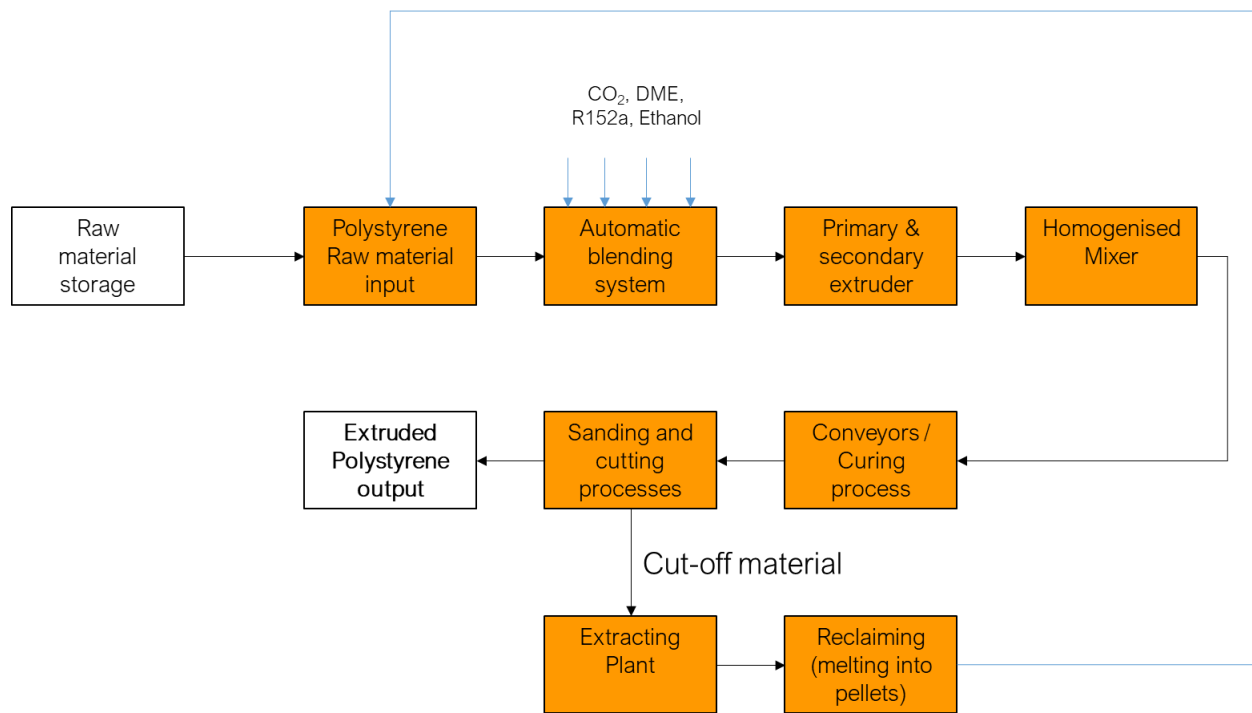 CO₂, DME,
R152a, Ethanol
Raw
material
storage
Polystyrene
Raw material
input
Automatic
blending
system
Primary &
secondary
extruder
Homogenised
Mixer
Extruded
Polystyrene
output
Sanding and
cutting
processes
Conveyors /
Curing
process
Cut-off material
Extracting
Plant
Reclaiming
(melting into
pellets)